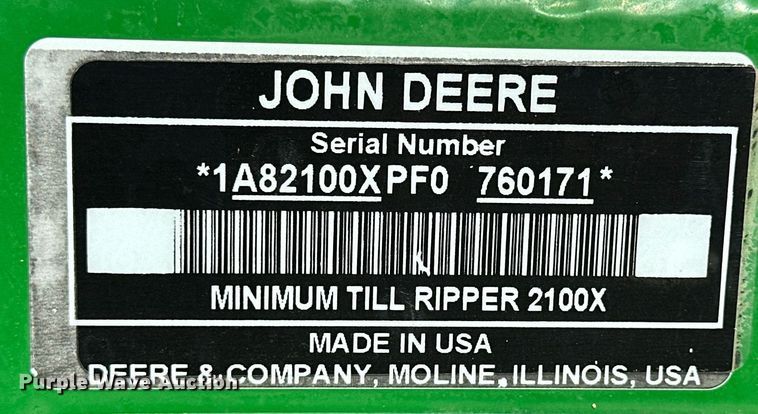 JOHN DEERE
Serial Number
*1A82100XPF0 760171*
MINIMUM TILL RIPPER 2100X
MADE IN USA
DEERE & COMPANY, MOLINE, ILLINOIS, USA
Purple Wave Auction